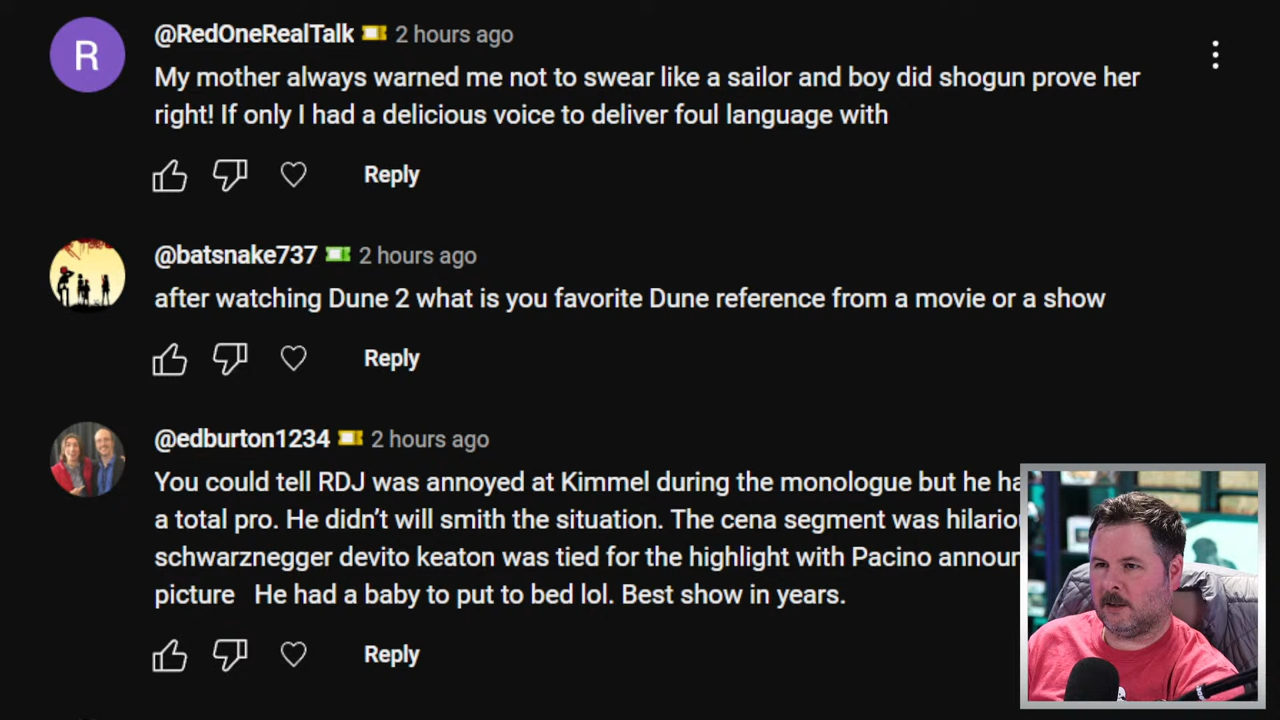 @RedOneRealTalk 2 hours ago
R
My mother always warned me not to swear like a sailor and boy did shogun prove her
right! If only I had a delicious voice to deliver foul language with
Reply
@batsnake737 2 hours ago
after watching Dune 2 what is you favorite Dune reference from a movie or a show
Reply
@edburton1234 2 hours ago
You could tell RDJ was annoyed at Kimmel during the monologue but he ha
a total pro. He didn't will smith the situation. The cena segment was hilario
schwarznegger devito keaton was tied for the highlight with Pacino announ
picture He had a baby to put to bed lol. Best show in years.
Reply